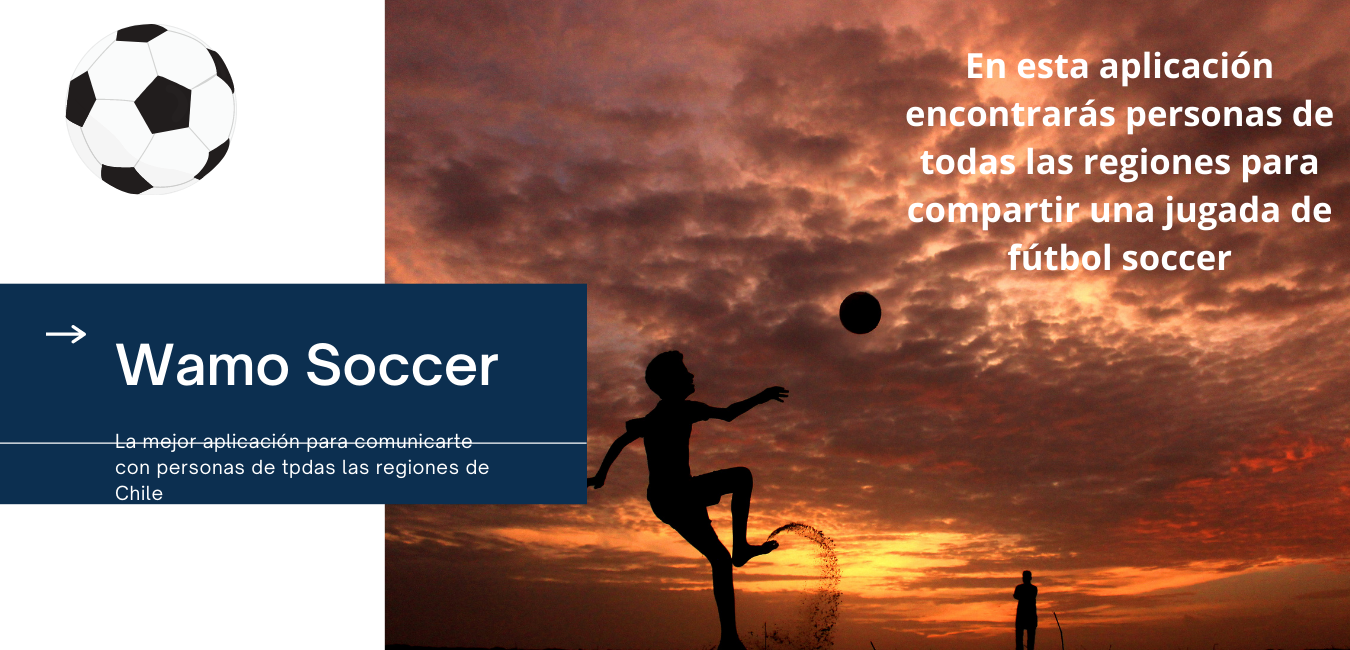 Wamo Soccer
La mejor aplicación para comunicarte
con personas de tpdas las regiones de
Chile
En esta aplicación
encontrarás personas de
todas las regiones para
compartir una jugada de
fútbol soccer